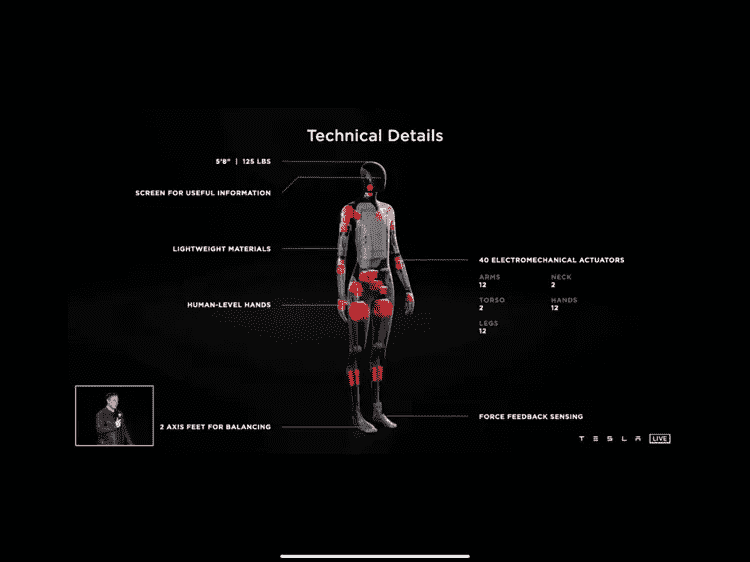 Technical Details
5'8" | 125 LBS
SCREEN FOR USEFUL INFORMATION
LIGHTWEIGHT MATERIALS
40 ELECTROMECHANICAL ACTUATORS
ARMS NECK
12 2
HUMAN-LEVEL HANDS
TORSO HANDS
2 12
LEGS
12
2 AXIS FEET FOR BALANCING
FORCE FEEDBACK SENSING
TESLA LIVE